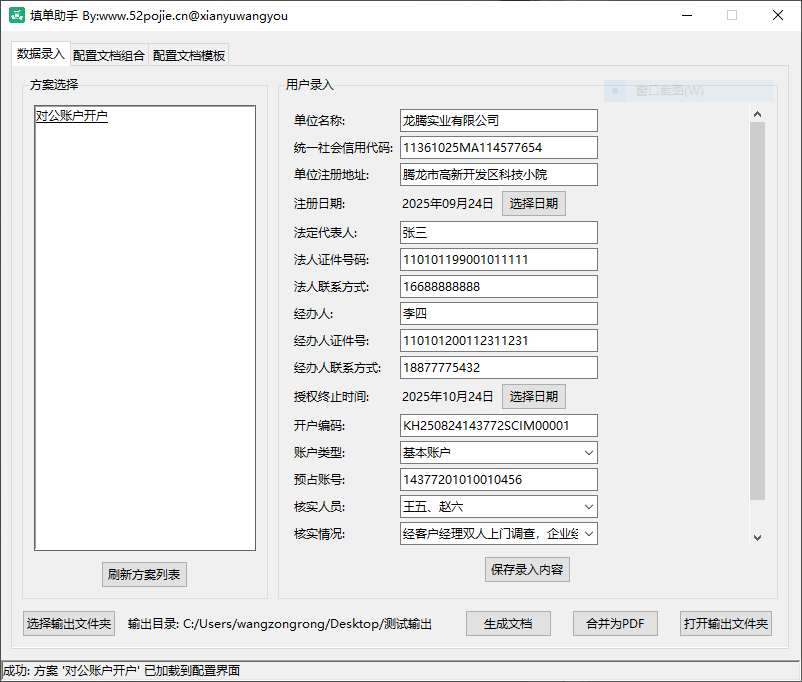 填单助手 By:www.52pojie.cn@xianyuwangyou
数据录入 配置文档组合 配置文档模板
方案选择
对公账户开户
刷新方案列表
用户录入
窗口截图(W)
单位名称: 龙腾实业有限公司
统一社会信用代码: 11361025MA114577654
单位注册地址: 腾龙市高新开发区科技小院
注册日期: 2025年09月24日 选择日期
法定代表人: 张三
法人证件号码: 110101199001011111
法人联系方式: 16688888888
经办人: 李四
经办人证件号: 110101200112311231
经办人联系方式: 18877775432
授权终止时间: 2025年10月24日 选择日期
开户编码: KH250824143772SCIM00001
账户类型: 基本账户
预占账号: 14377201010010456
核实人员: 王五、赵六
核实情况: 经客户经理双人上门调查，企业
保存录入内容
选择输出文件夹 输出目录: C:/Users/wangzongrong/Desktop/测试输出 生成文档 合并为PDF 打开输出文件夹
成功: 方案 '对公账户开户' 已加载到配置界面